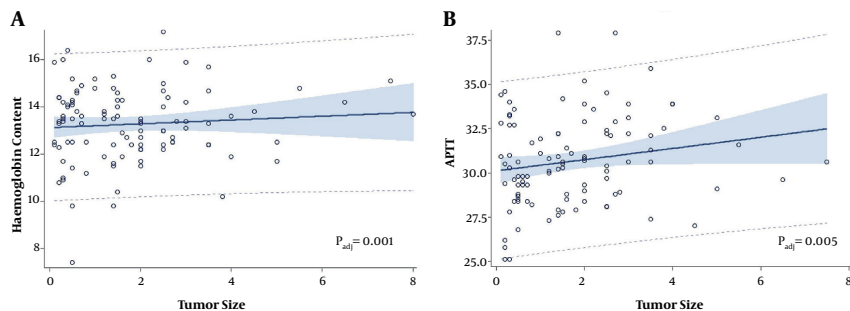 A
Haemoglobin Content
16
14
12
10
8
P_adj = 0.001
0
2
4
6
8
Tumor Size
B
APTT
37.5
35.0
32.5
30.0
27.5
25.0
P_adj = 0.005
0
2
4
6
8
Tumor Size